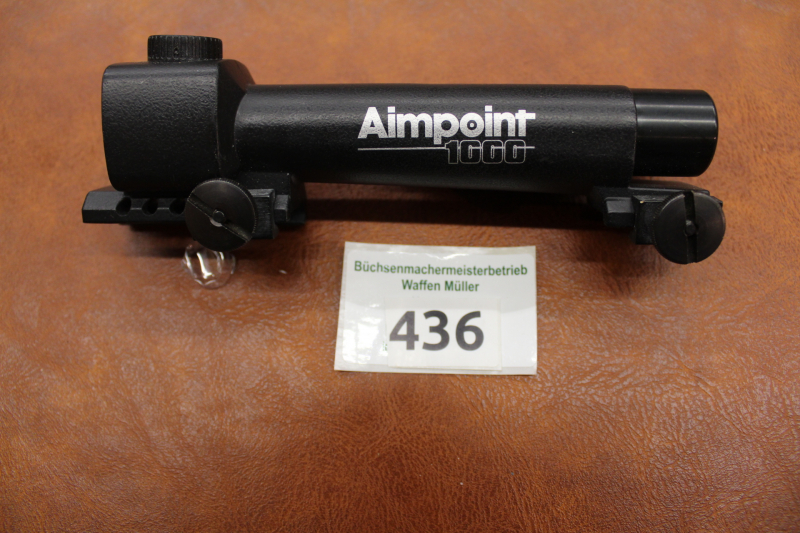 Aimpoint
1000
Büchsenmachermeisterbetrieb
Waffen Müller
436